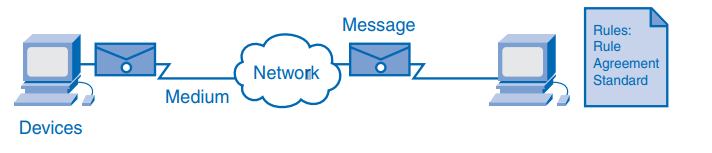 Message
Network
Medium
Devices
Rules:
Rule
Agreement
Standard